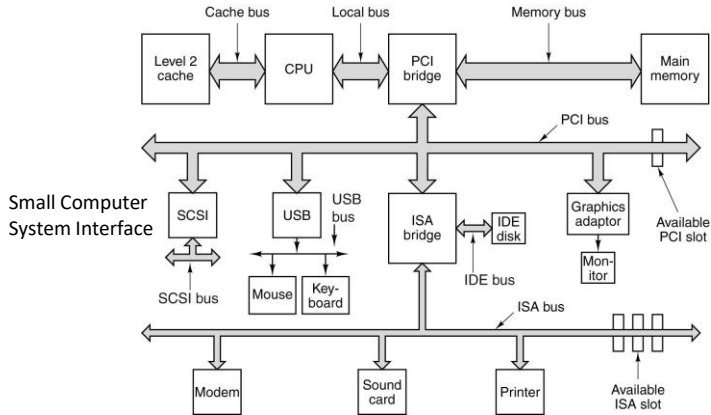 Cache bus
Local bus
Memory bus
Level 2
cache
CPU
PCI
bridge
Main
memory
PCI bus
Small Computer
System Interface
SCSI
USB
USB
bus
ISA
bridge
IDE
disk
Graphics
adaptor
Available
PCI slot
SCSI bus
Mouse
Key-
board
IDE bus
Mon-
itor
ISA bus
Modem
Sound
card
Printer
Available
ISA slot